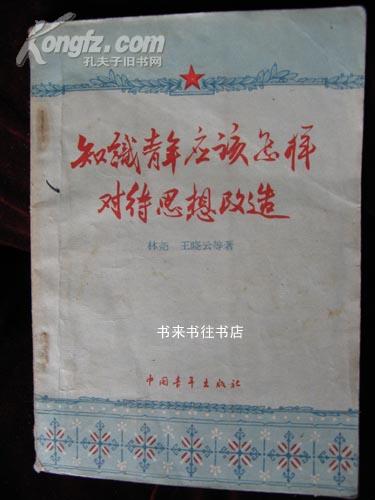 Kongfz.com
孔夫子旧书网
知識青年应该怎样
对待思想改造
林尧 王晓云等著
书来书往书店
中国青年出版社